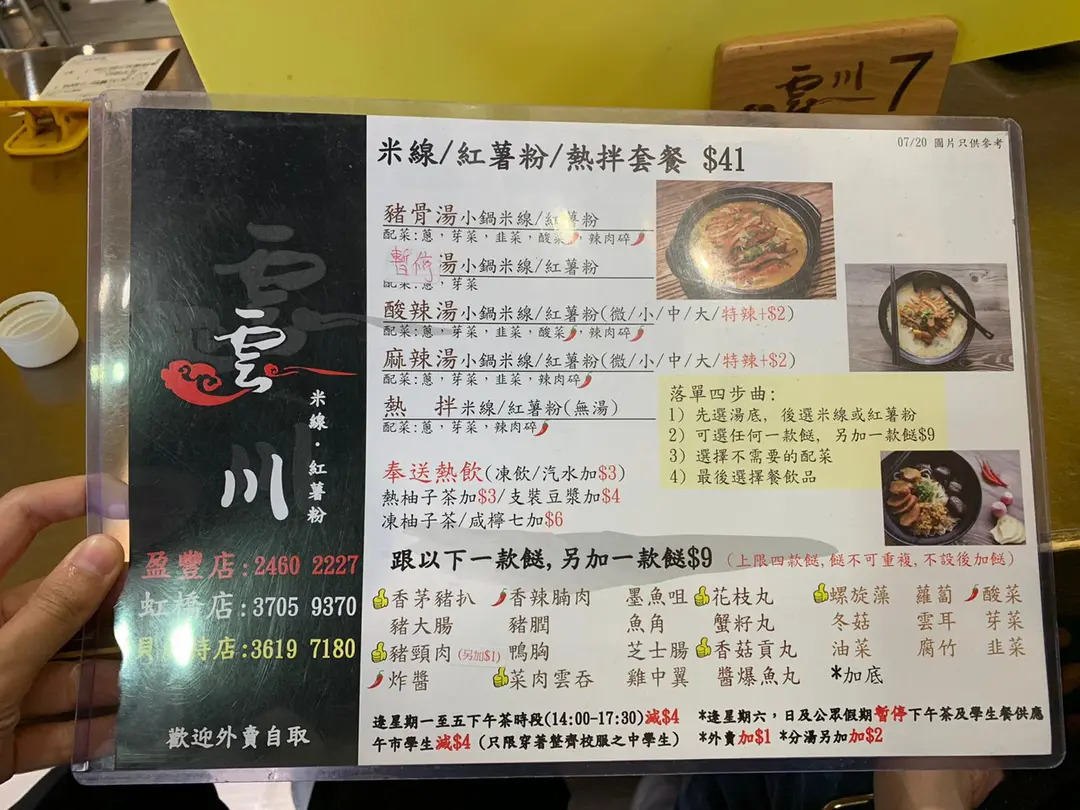 雲川 7
07/20 圖片只供參考
米線/紅薯粉/熱拌套餐 $41
豬骨湯小鍋米線/紅薯粉
配菜:蔥,芽菜,韭菜,酸菜,辣肉碎
暫停 湯小鍋米線/紅薯粉
配菜:蔥,芽菜
酸辣湯小鍋米線/紅薯粉(微/小/中/大/特辣+$2)
配菜:蔥,芽菜,韭菜,酸菜,辣肉碎
麻辣湯小鍋米線/紅薯粉(微/小/中/大/特辣+$2)
配菜:蔥,芽菜,韭菜,辣肉碎
熱 拌米線/紅薯粉(無湯)
配菜:蔥,芽菜,辣肉碎
落單四步曲:
1) 先選湯底, 後選米線或紅薯粉
2) 可選任何一款餸, 另加一款餸$9
3) 選擇不需要的配菜
4) 最後選擇餐飲品
奉送熱飲(凍飲/汽水加$3)
熱柚子茶加$3/支裝豆漿加$4
凍柚子茶/咸檸七加$6
跟以下一款餸,另加一款餸$9 (上限四款餸,餸不可重複,不設後加餸)
香茅豬扒 香辣腩肉 墨魚咀 花枝丸 螺旋藻 蘿蔔 酸菜
豬大腸 豬膶 魚角 蟹籽丸 冬菇 雲耳 芽菜
豬頸肉(另加$1) 鴨胸 芝士腸 香菇貢丸 油菜 腐竹 韭菜
炸醬 菜肉雲吞 雞中翼 醬爆魚丸 *加底
逢星期一至五下午茶時段(14:00-17:30)減$4 *逢星期六,日及公眾假期暫停下午茶及學生餐供應
午市學生減$4 (只限穿著整齊校服之中學生) *外賣加$1 *分湯另加加$2
雲川
雲川
米線·紅薯粉
盈豐店:2460 2227
虹橋店:3705 9370
店:3619 7180
歡迎外賣自取